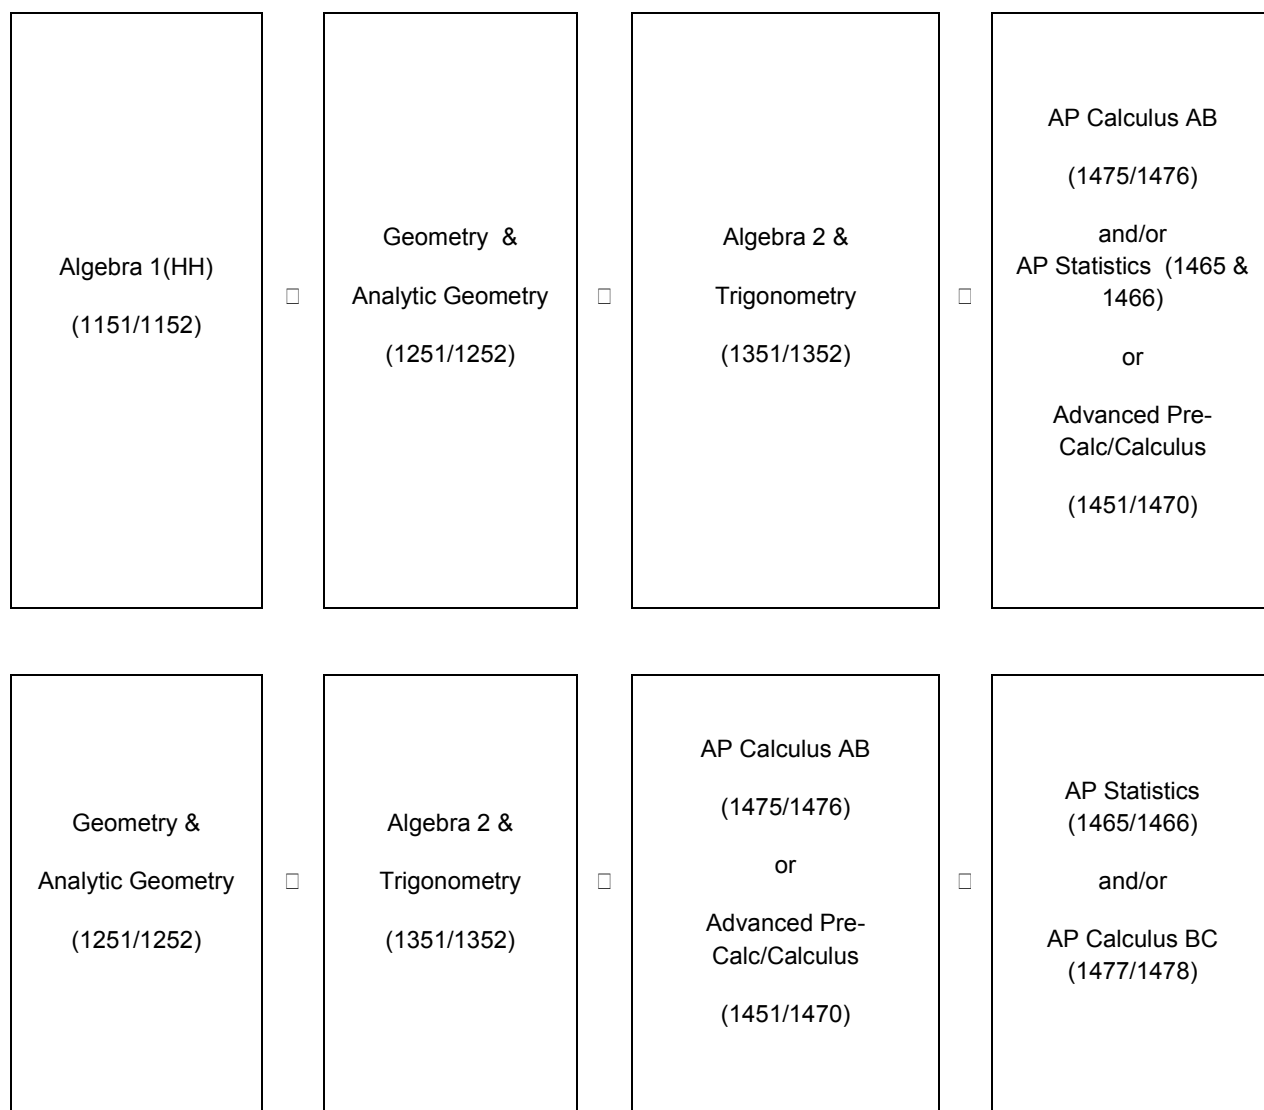 Algebra 1(HH)
(1151/1152)
□
Geometry &
Analytic Geometry
(1251/1252)
□
Algebra 2 &
Trigonometry
(1351/1352)
□
AP Calculus AB
(1475/1476)
and/or
AP Statistics (1465 &
1466)
or
Advanced Pre-
Calc/Calculus
(1451/1470)
Geometry &
Analytic Geometry
(1251/1252)
□
Algebra 2 &
Trigonometry
(1351/1352)
□
AP Calculus AB
(1475/1476)
or
Advanced Pre-
Calc/Calculus
(1451/1470)
□
AP Statistics
(1465/1466)
and/or
AP Calculus BC
(1477/1478)